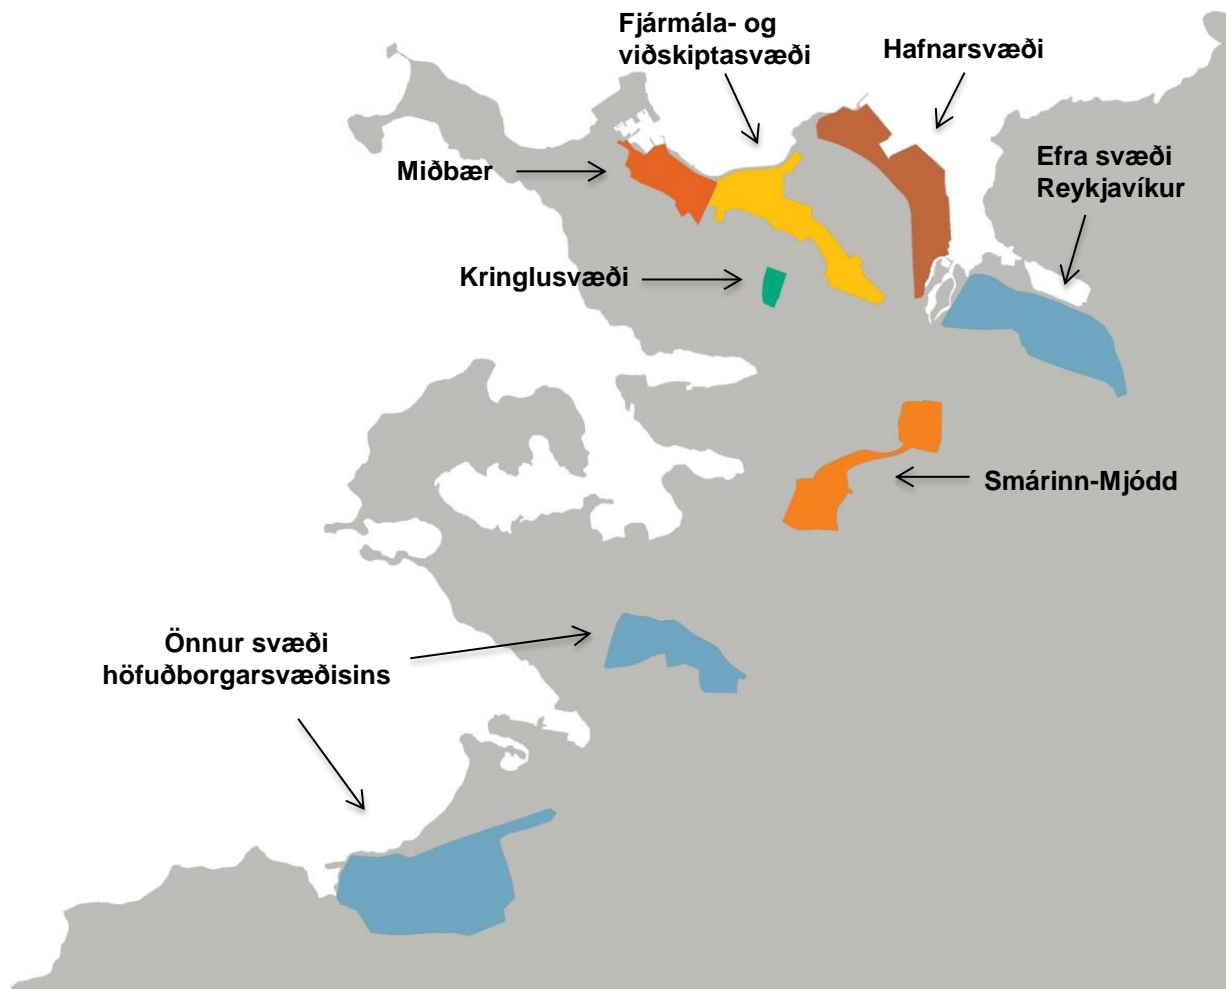 Fjármála- og
viðskiptasvæði
Hafnarsvæði
Efra svæði
Reykjavíkur
Miðbær
Kringlusvæði
Smárinn-Mjódd
Önnur svæði
höfuðborgarsvæðisins